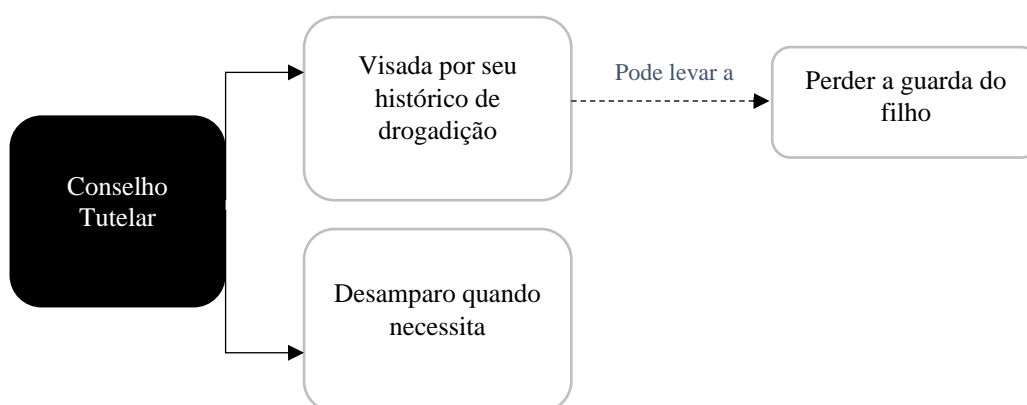 Conselho
Tutelar
Visada por seu
histórico de
drogadição
Pode levar a
Perder a guarda do
filho
Desamparo quando
necessita